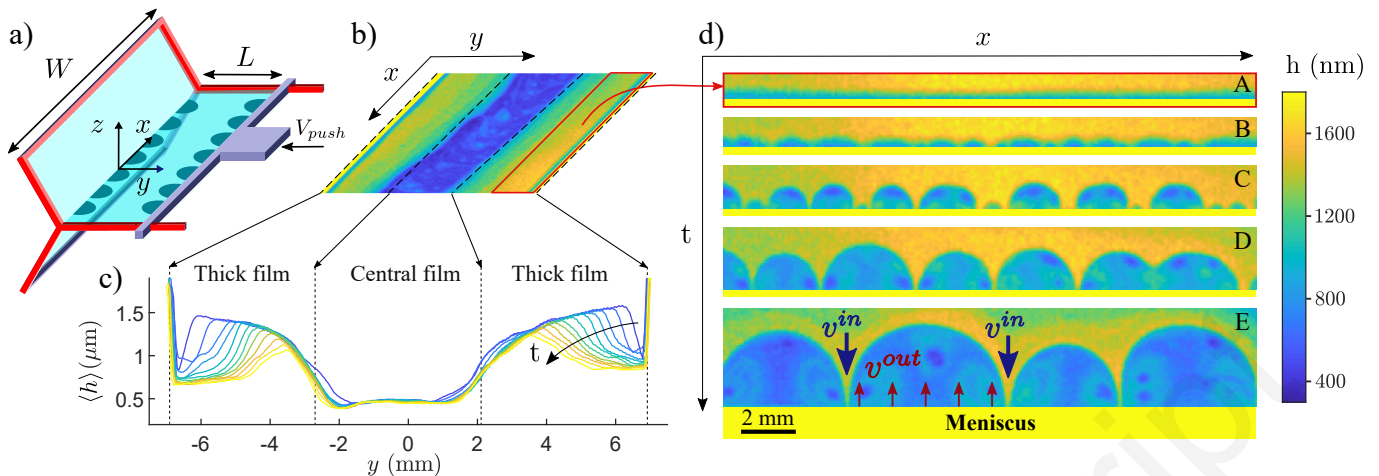 a)
W
L
z
x
y
V_push
b)
y
x
c)
Thick film
Central film
Thick film
⟨h⟩ (μm)
1.5
1
0.5
t
-6
-4
-2
0
2
4
6
y (mm)
d)
x
t
A
B
C
D
E
v^in
v^in
v^out
2 mm
Meniscus
h (nm)
1600
1200
800
400